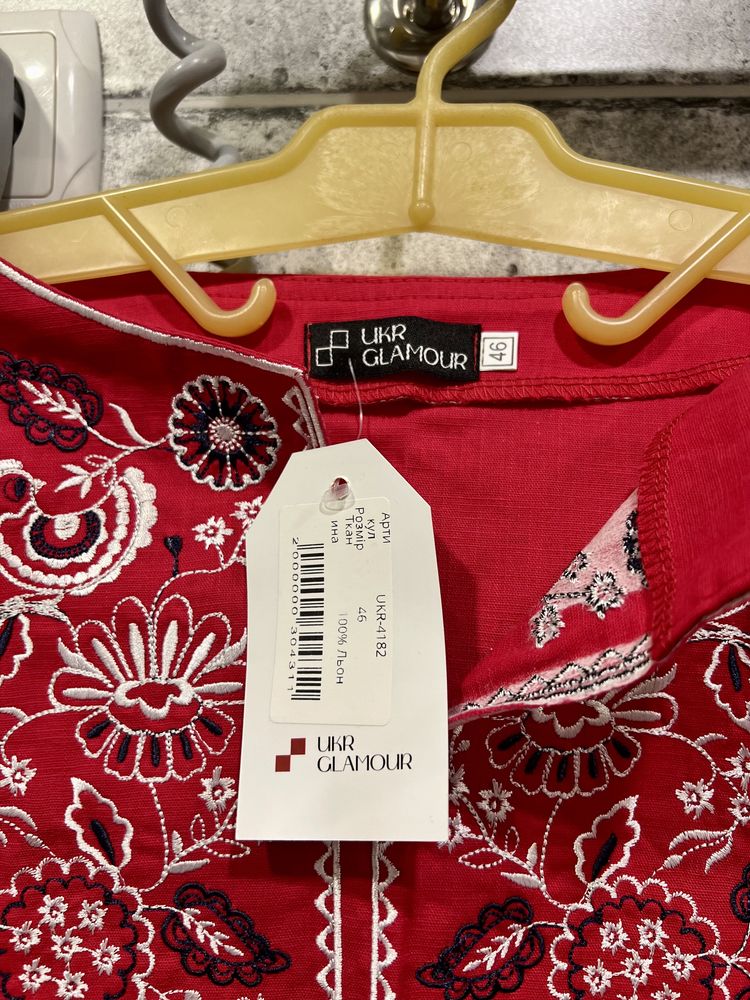 UKR
GLAMOUR
46
Арти
кул
UKR-4182
Розмір
46
Ткан
ина
100% Льон
2000000304311
UKR
GLAMOUR